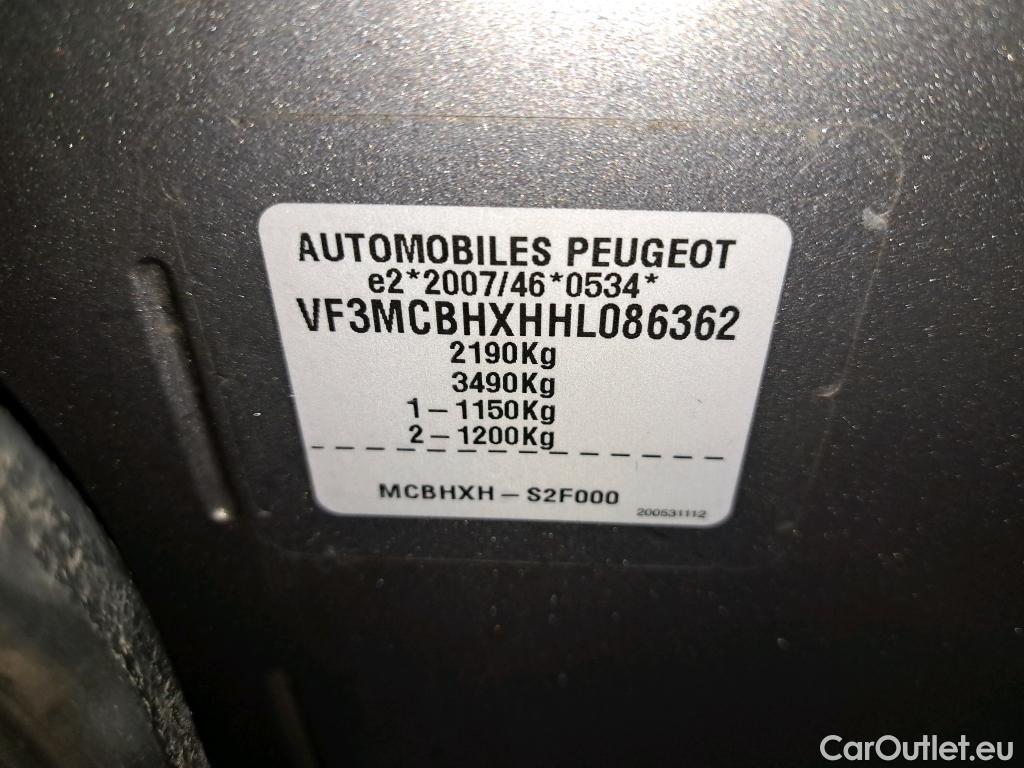 AUTOMOBILES PEUGEOT
e2*2007/46*0534*
VF3MCBHXHHL086362
2190Kg
3490Kg
1-1150Kg
2-1200Kg
MCBHXH-S2F000
200531112
CarOutlet.eu